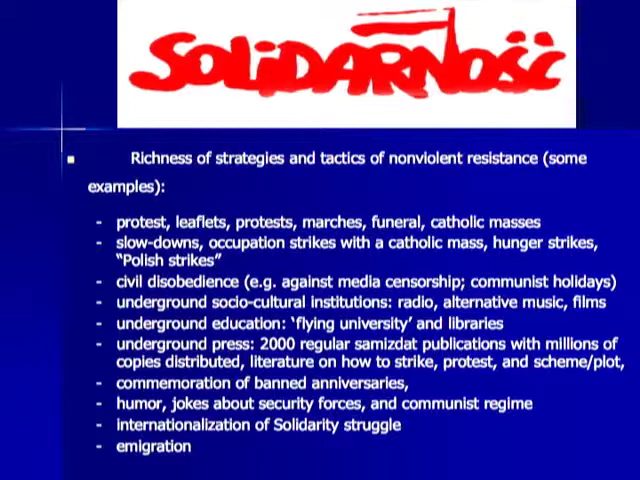 SOLIDARNOŚĆ
Richness of strategies and tactics of nonviolent resistance (some
examples):
- protest, leaflets, protests, marches, funeral, catholic masses
- slow-downs, occupation strikes with a catholic mass, hunger strikes,
“Polish strikes”
- civil disobedience (e.g. against media censorship; communist holidays)
- underground socio-cultural institutions: radio, alternative music, films
- underground education: ‘flying university’ and libraries
- underground press: 2000 regular samizdat publications with millions of
copies distributed, literature on how to strike, protest, and scheme/plot,
- commemoration of banned anniversaries,
- humor, jokes about security forces, and communist regime
- internationalization of Solidarity struggle
- emigration